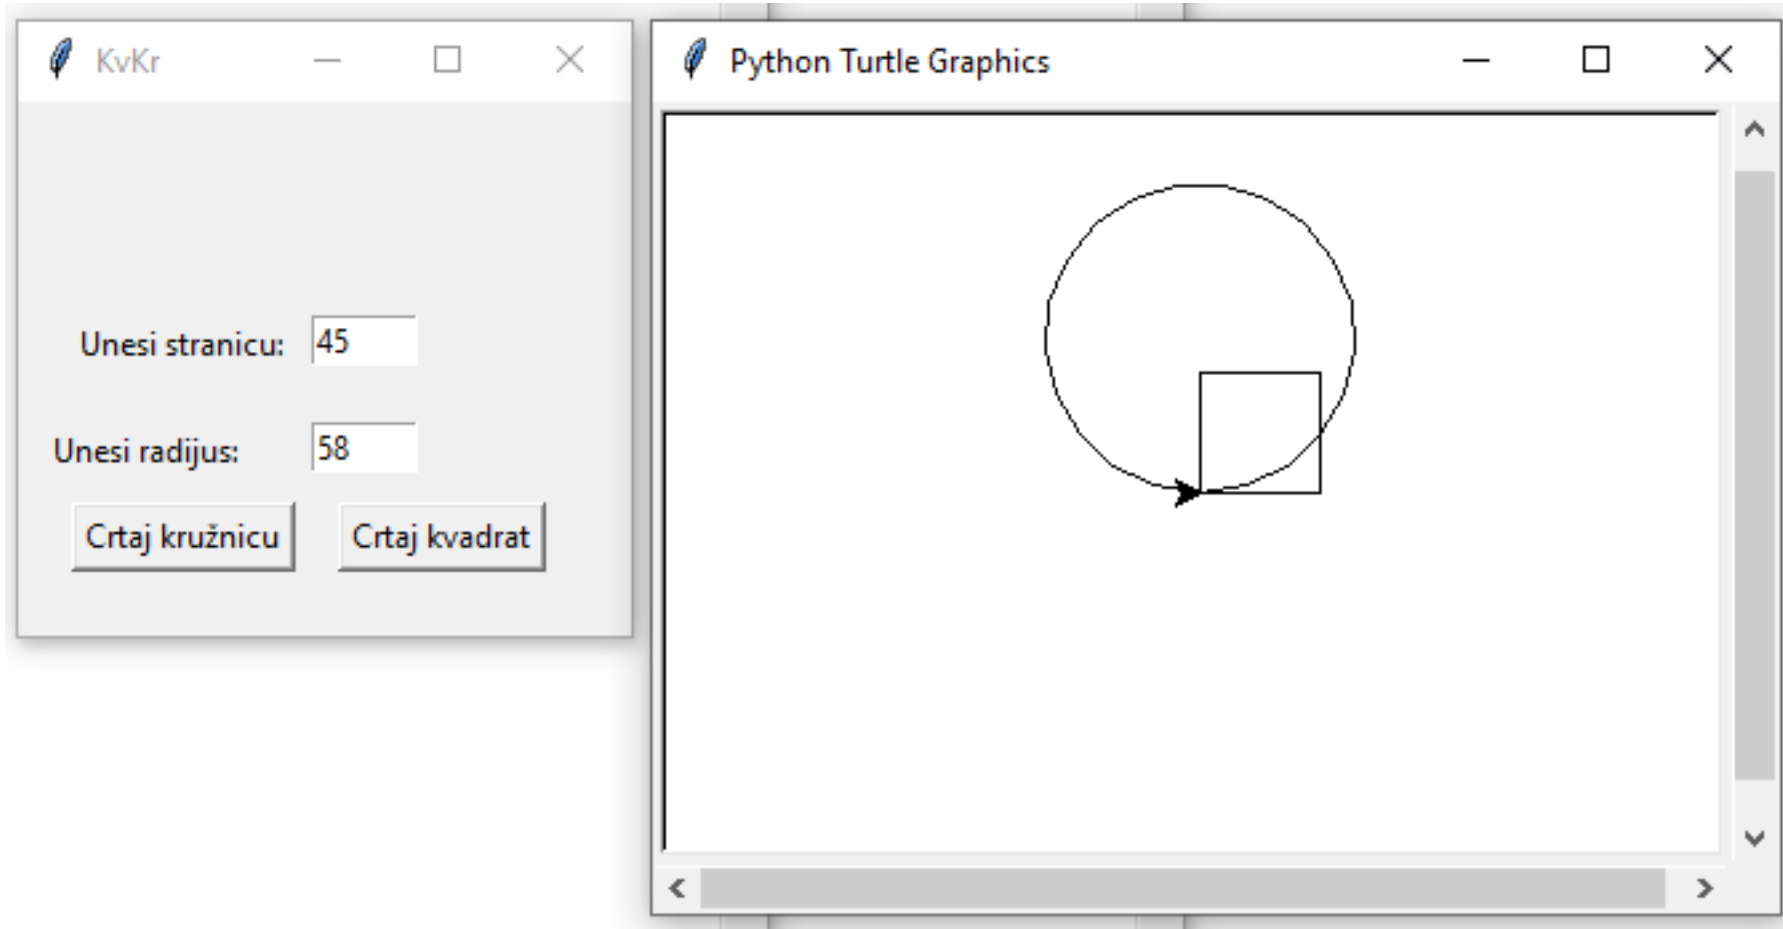 KvKr
Unesi stranicu: 45
Unesi radijus: 58
Crtaj kružnicu Crtaj kvadrat
Python Turtle Graphics